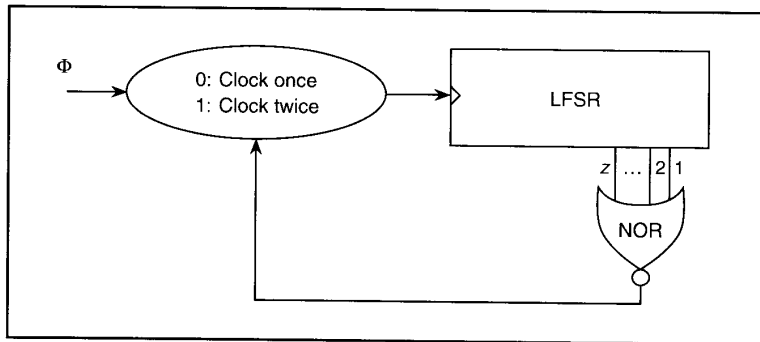 Φ
0: Clock once
1: Clock twice
LFSR
z ... 2 1
NOR